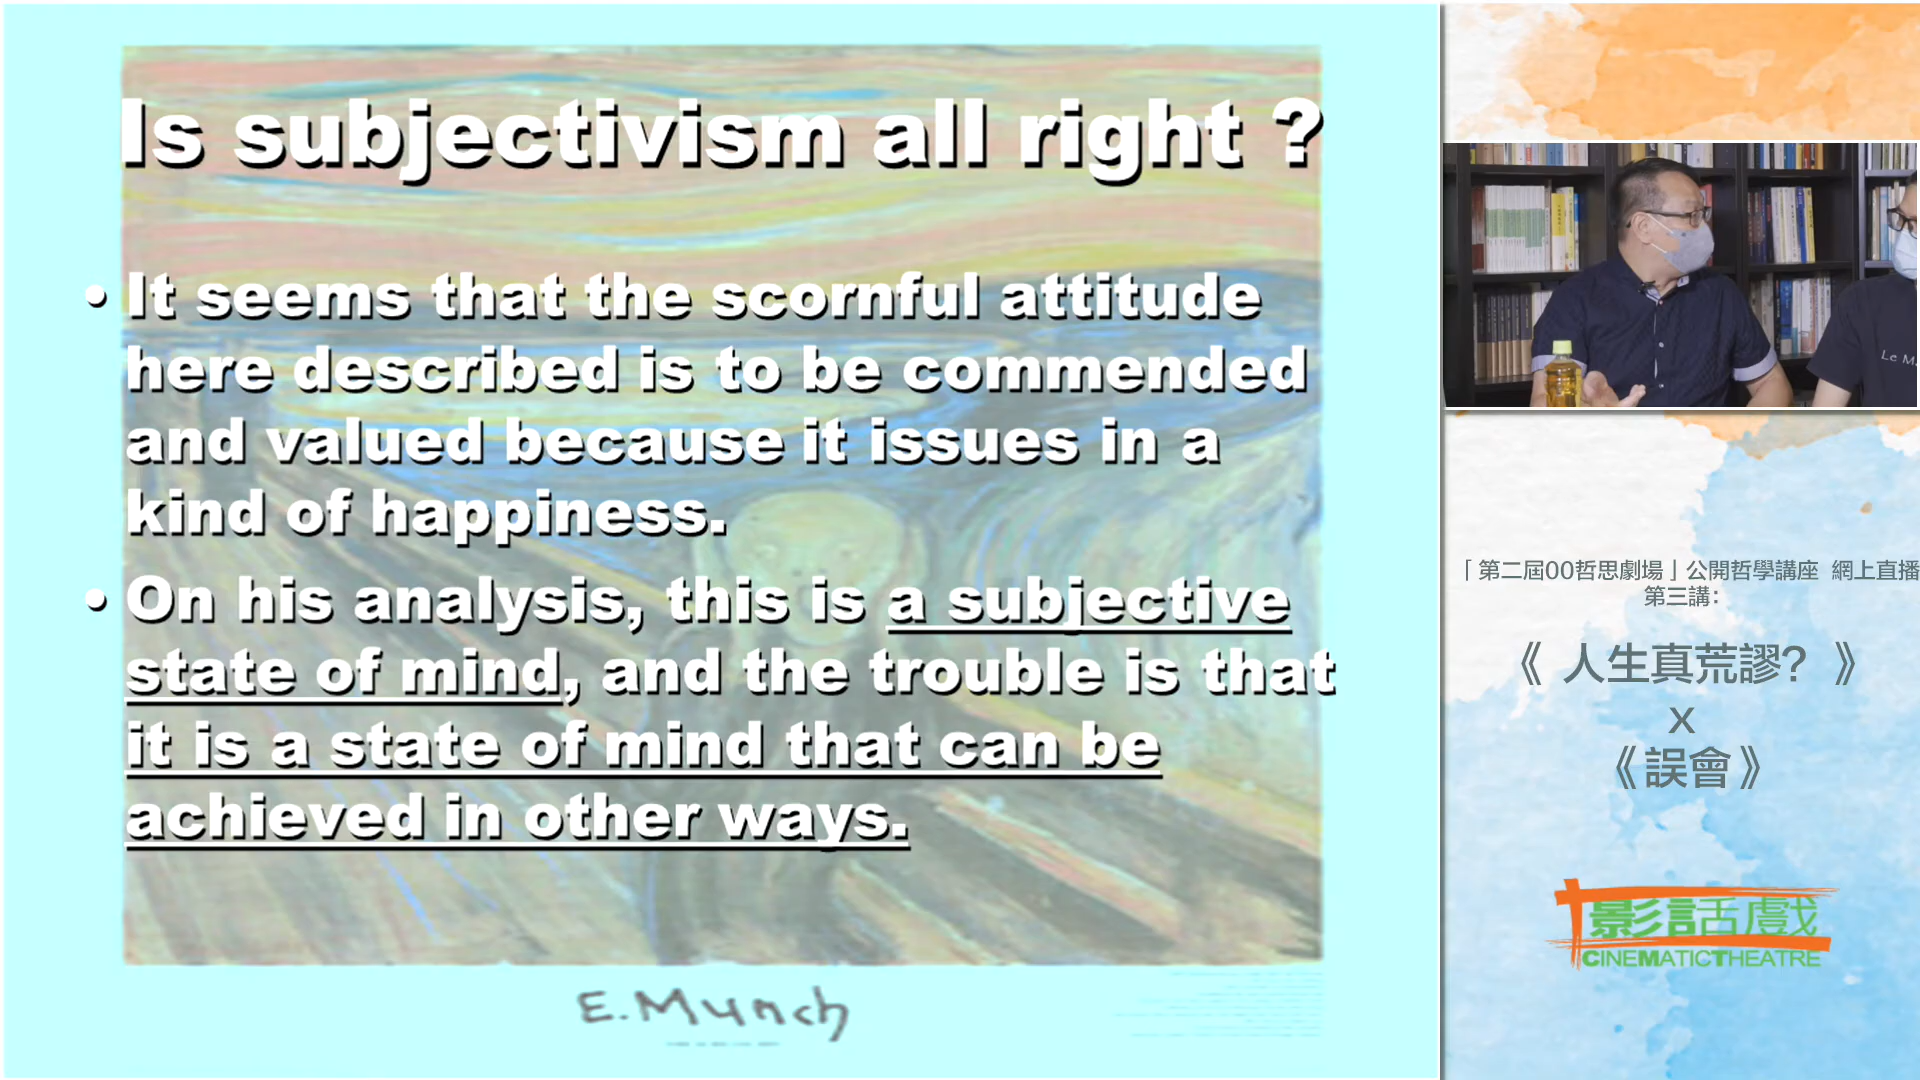 Is subjectivism all right ?
• It seems that the scornful attitude
here described is to be commended
and valued because it issues in a
kind of happiness.
• On his analysis, this is a subjective
state of mind, and the trouble is that
it is a state of mind that can be
achieved in other ways.
E.Munch
Le M
「第二屆OO哲思劇場」公開哲學講座 網上直播
第三講:
《 人生真荒謬? 》
x
《誤會》
影話戲
CINEMATICTHEATRE